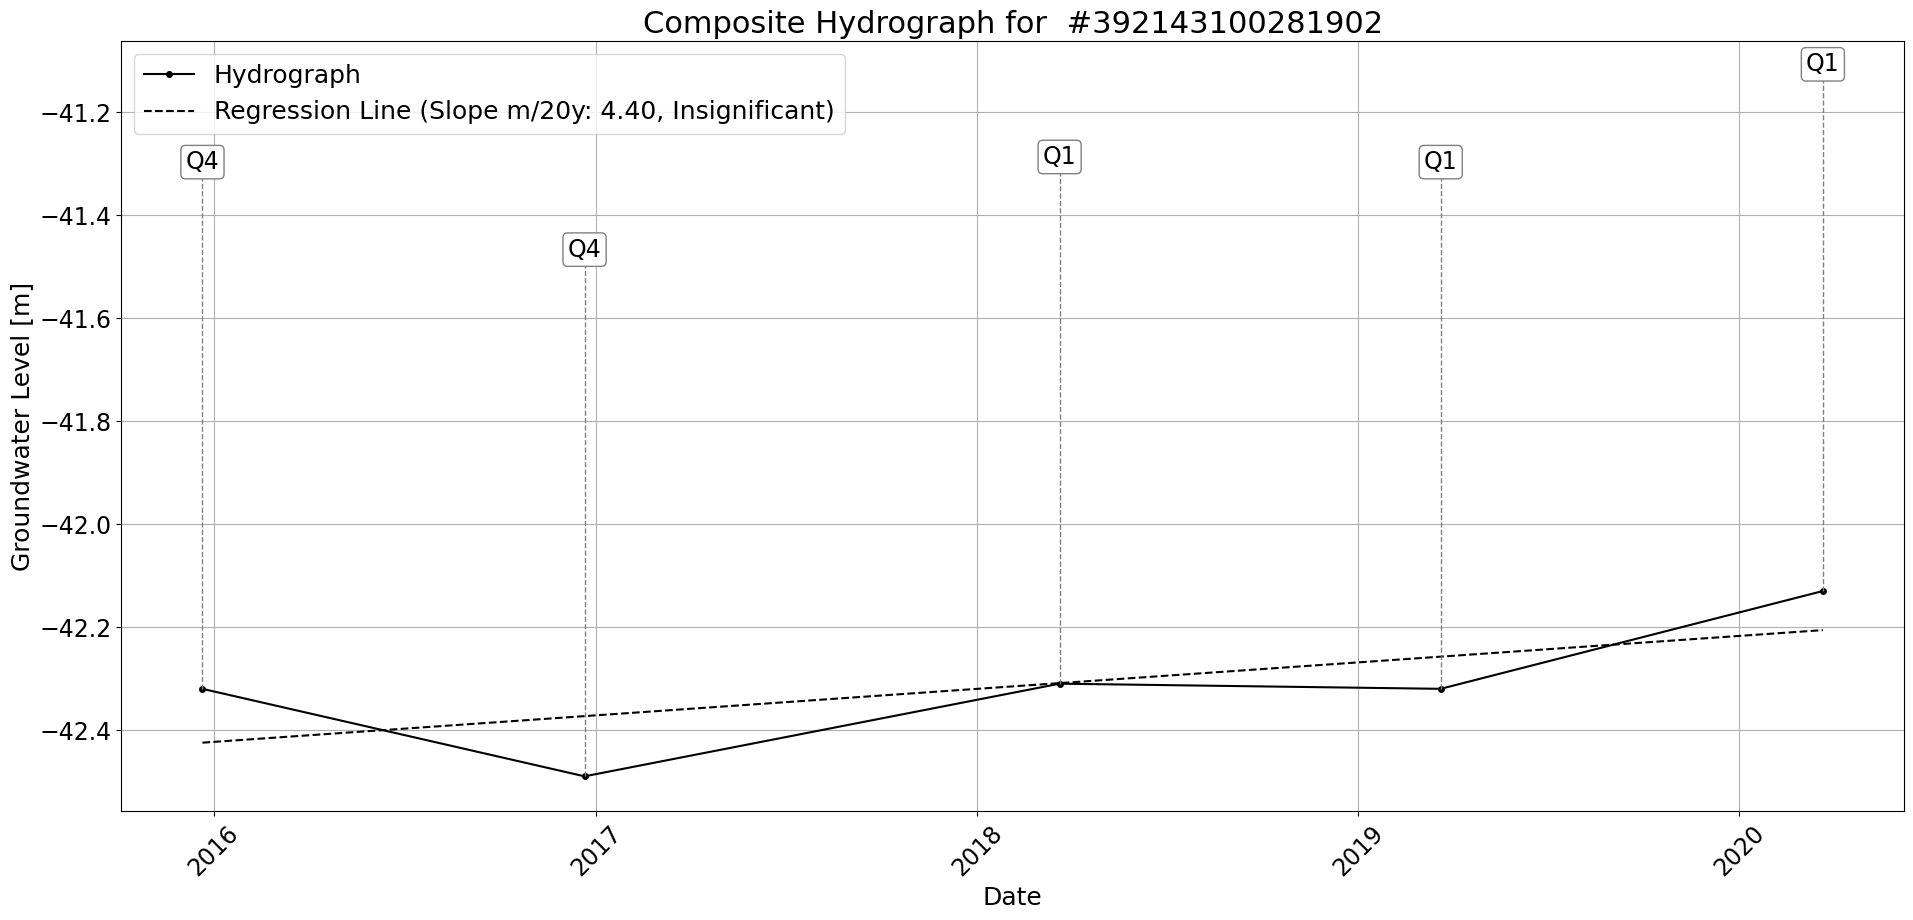 Composite Hydrograph for  #392143100281902
Hydrograph
Regression Line (Slope m/20y: 4.40, Insignificant)
Q4
Q4
Q1
Q1
Q1
Groundwater Level [m]
−41.2
−41.4
−41.6
−41.8
−42.0
−42.2
−42.4
2016
2017
2018
2019
2020
Date